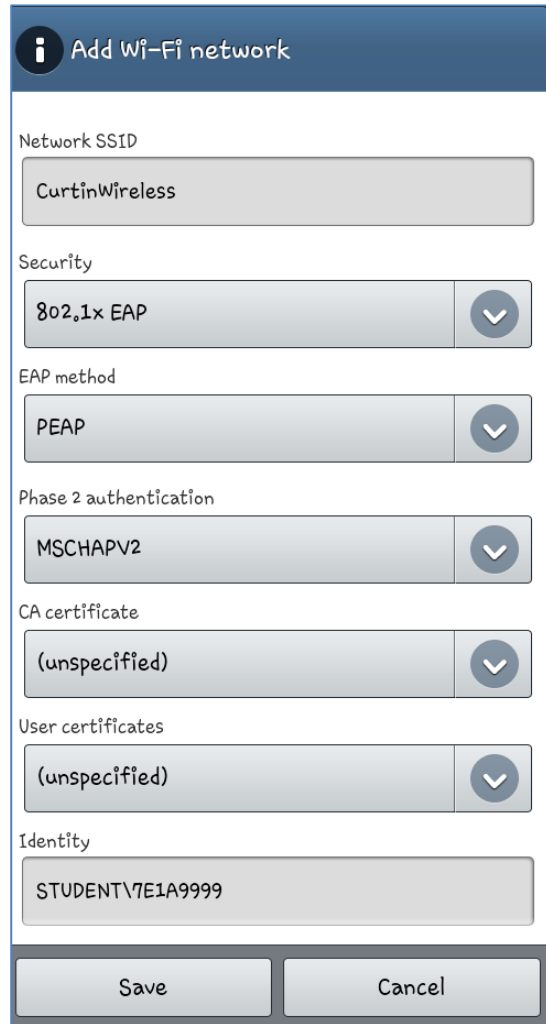 Add Wi-Fi network
Network SSID
CurtinWireless
Security
802.1x EAP
EAP method
PEAP
Phase 2 authentication
MSCHAPV2
CA certificate
(unspecified)
User certificates
(unspecified)
Identity
STUDENT\7E1A9999
Save Cancel